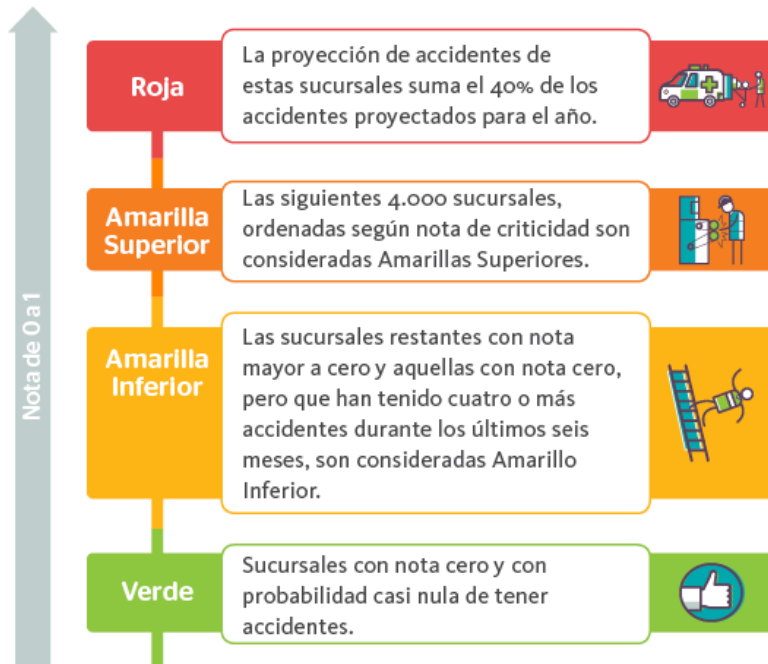 Nota de 0 a 1
Roja
La proyección de accidentes de
estas sucursales suma el 40% de los
accidentes proyectados para el año.
Amarilla
Superior
Las siguientes 4.000 sucursales,
ordenadas según nota de criticidad son
consideradas Amarillas Superiores.
Amarilla
Inferior
Las sucursales restantes con nota
mayor a cero y aquellas con nota cero,
pero que han tenido cuatro o más
accidentes durante los últimos seis
meses, son consideradas Amarillo
Inferior.
Verde
Sucursales con nota cero y con
probabilidad casi nula de tener
accidentes.